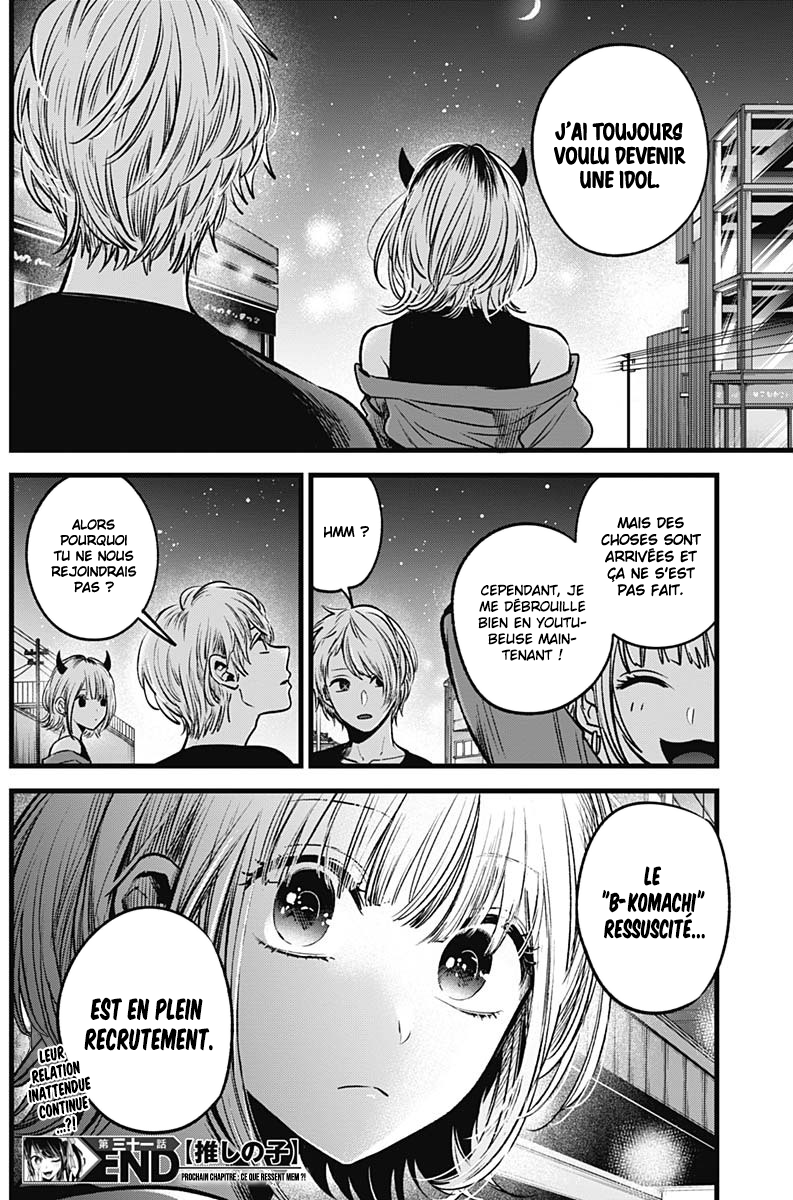 J'AI TOUJOURS
VOULU DEVENIR
UNE IDOL.
MAIS DES
CHOSES SONT
ARRIVÉES ET
ÇA NE S'EST
PAS FAIT.
CEPENDANT, JE
ME DÉBROUILLE
BIEN EN YOUTU-
BEUSE MAIN-
TENANT !
HMM ?
ALORS
POURQUOI
TU NE NOUS
REJOINDRAIS
PAS ?
LE
"B-KOMACHI"
RESSUSCITÉ...
EST EN PLEIN
RECRUTEMENT.
LEUR
RELATION
INATTENDUE
CONTINUE
...?!
第三十一話
END
【推しの子】
PROCHAIN CHAPITRE : CE QUE RESSENT MEM ?!